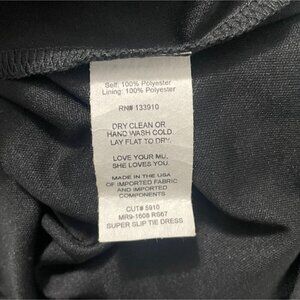 Self: 100% Polyester
Lining: 100% Polyester
RN# 133910
DRY CLEAN OR
HAND WASH COLD.
LAY FLAT TO DRY.
LOVE YOUR MU,
SHE LOVES YOU.
MADE IN THE USA
OF IMPORTED FABRIC
AND IMPORTED
COMPONENTS
CUT# 5910
MR9-1608 RS67
SUPER SLIP TIE DRESS